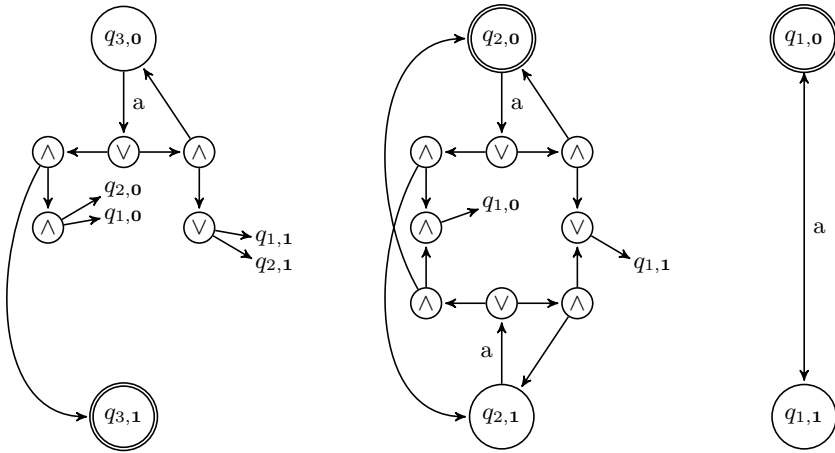 q3,0 q2,0 q1,0
a a
∧ ∨ ∧ ∧ ∨ ∧
q2,0
q1,0 q1,0
∧ ∨ ∧ ∨ a
q1,1
q2,1 q1,1
∧ ∨ ∧
a
q3,1 q2,1 q1,1